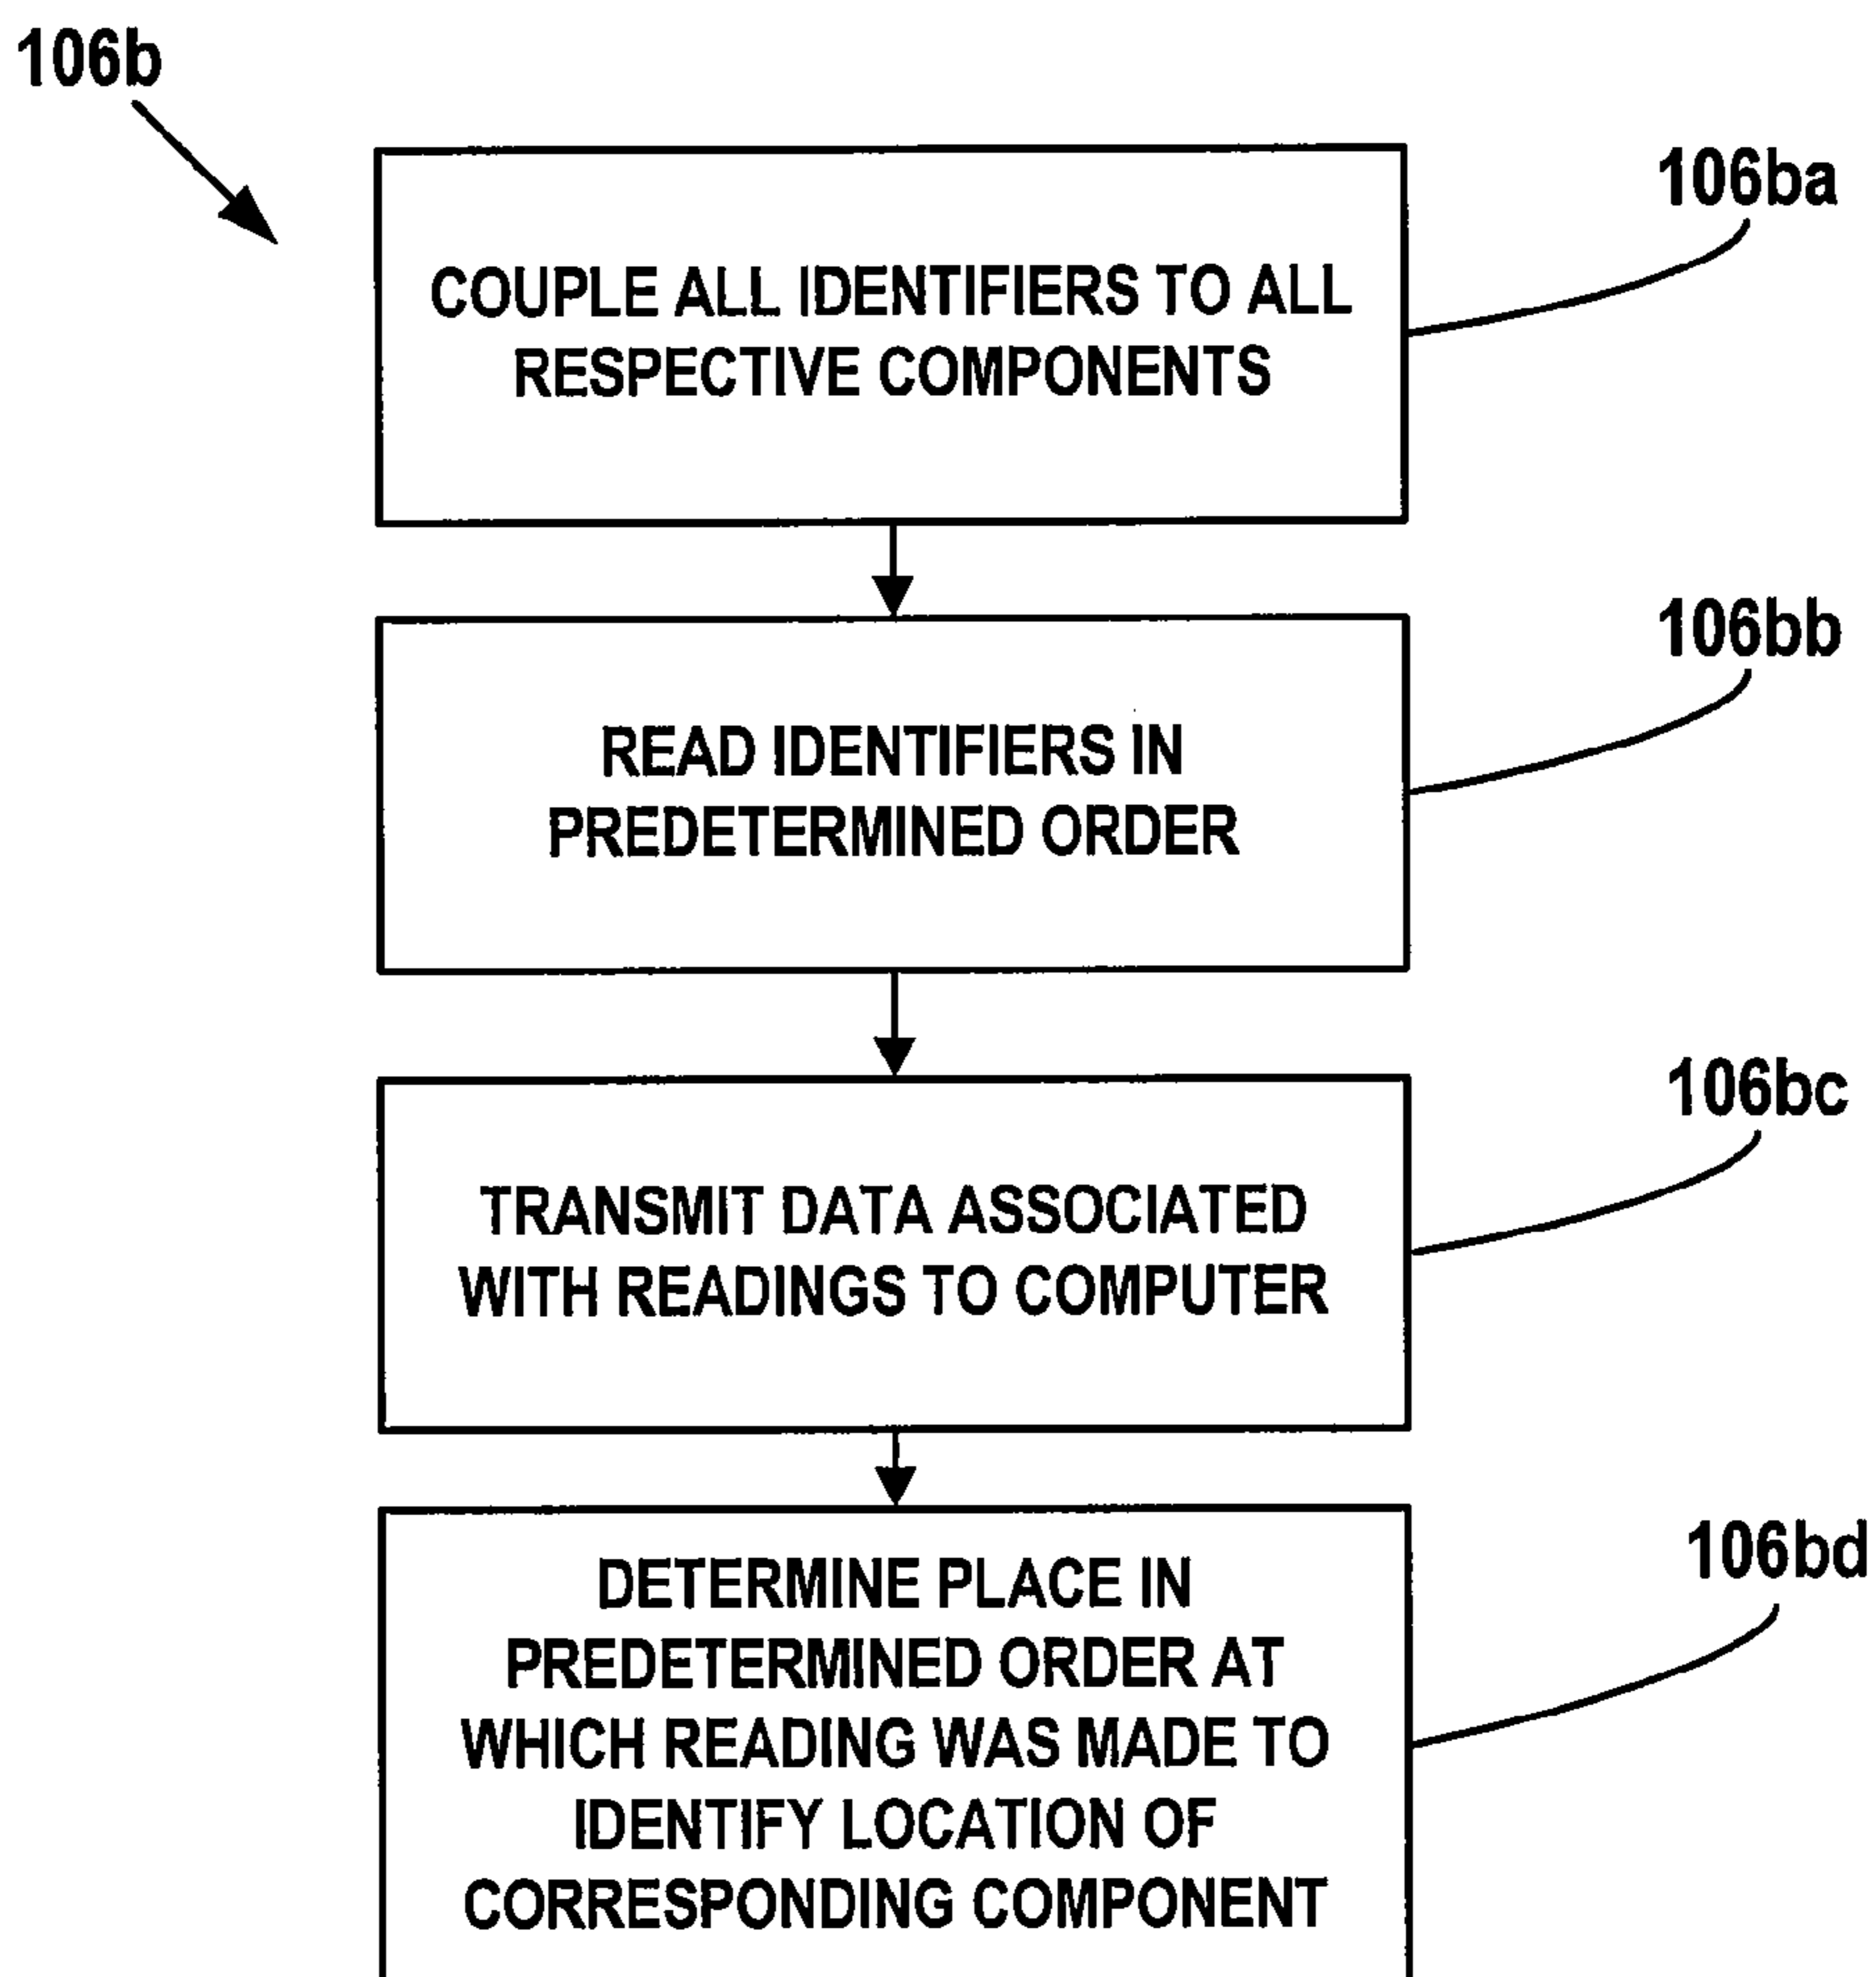 106b
106ba
COUPLE ALL IDENTIFIERS TO ALL
RESPECTIVE COMPONENTS
106bb
READ IDENTIFIERS IN
PREDETERMINED ORDER
106bc
TRANSMIT DATA ASSOCIATED
WITH READINGS TO COMPUTER
106bd
DETERMINE PLACE IN
PREDETERMINED ORDER AT
WHICH READING WAS MADE TO
IDENTIFY LOCATION OF
CORRESPONDING COMPONENT